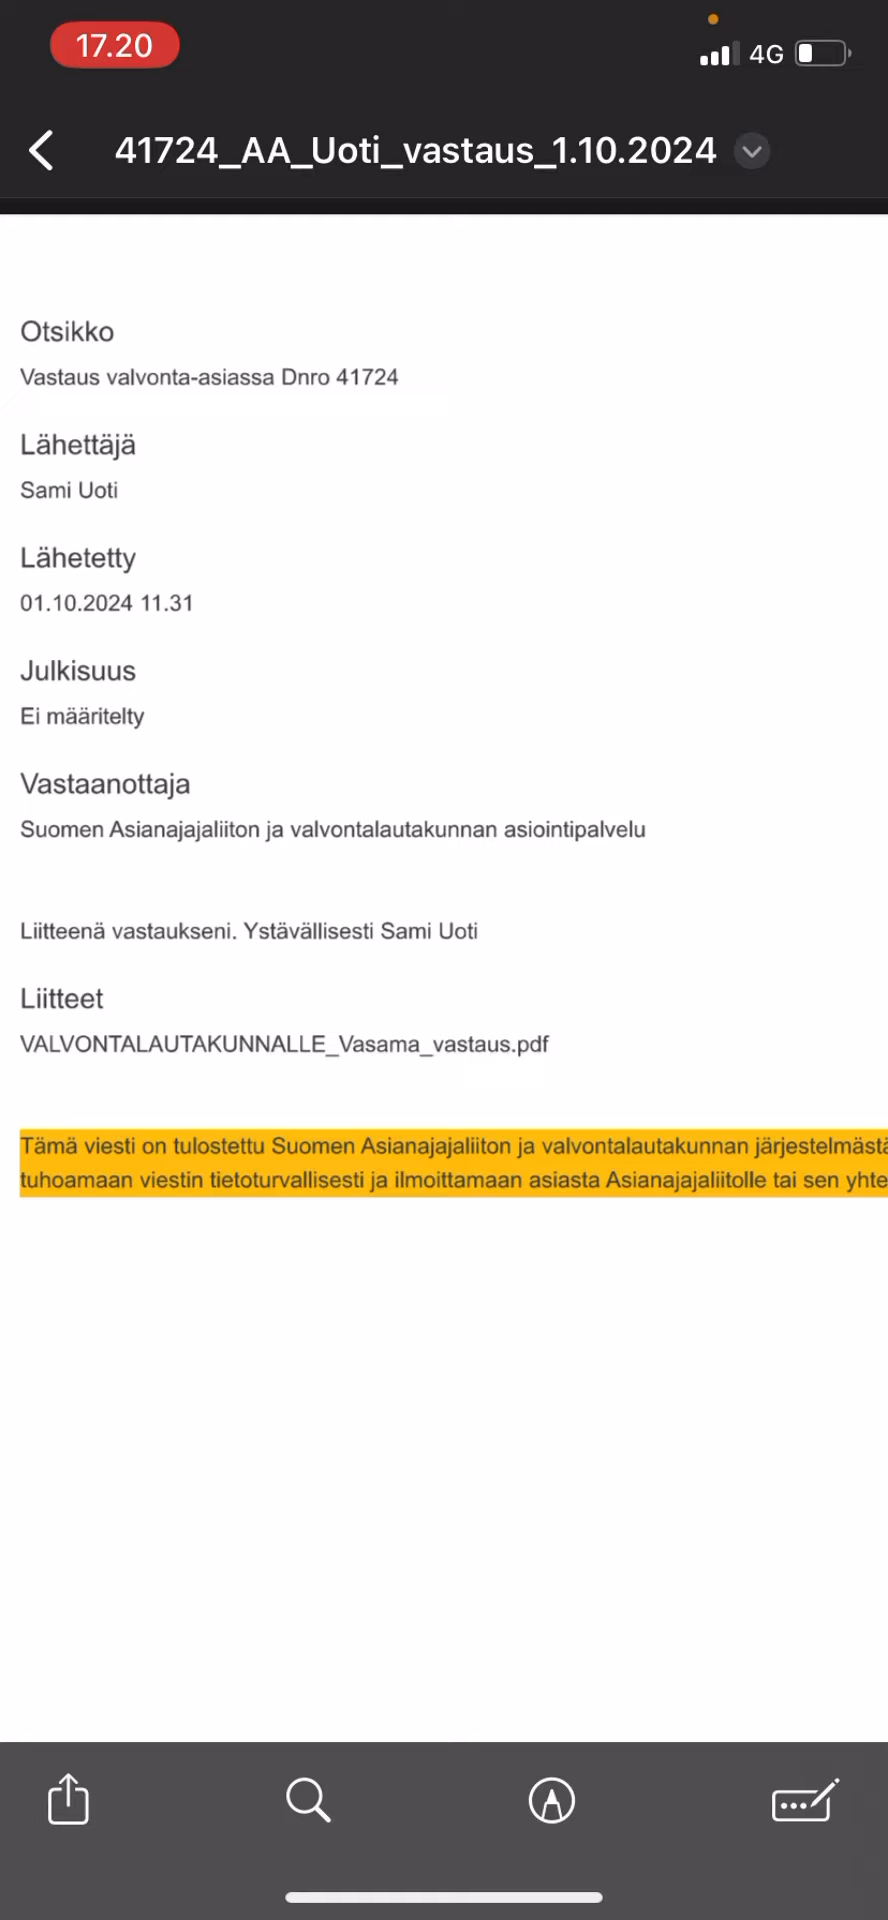 17.20
4G
41724_AA_Uoti_vastaus_1.10.2024
Otsikko
Vastaus valvonta-asiassa Dnro 41724
Lähettäjä
Sami Uoti
Lähetetty
01.10.2024 11.31
Julkisuus
Ei määritelty
Vastaanottaja
Suomen Asianajajaliiton ja valvontalautakunnan asiointipalvelu
Liitteenä vastaukseni. Ystävällisesti Sami Uoti
Liitteet
VALVONTALAUTAKUNNALLE_Vasama_vastaus.pdf
Tämä viesti on tulostettu Suomen Asianajajaliiton ja valvontalautakunnan järjestelmästä
tuhoamaan viestin tietoturvallisesti ja ilmoittamaan asiasta Asianajajaliitolle tai sen yhte